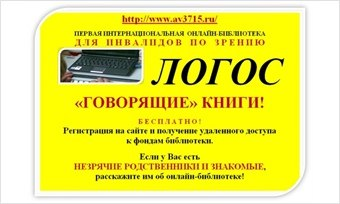 http://www.av3715.ru/
ПЕРВАЯ ИНТЕРНАЦИОНАЛЬНАЯ ОНЛАЙН-БИБЛИОТЕКА
ДЛЯ ИНВАЛИДОВ ПО ЗРЕНИЮ
ЛОГОС
«ГОВОРЯЩИЕ» КНИГИ!
БЕСПЛАТНО!
Регистрация на сайте и получение удаленного доступа
к фондам библиотеки.
Если у Вас есть
НЕЗРЯЧИЕ РОДСТВЕННИКИ И ЗНАКОМЫЕ,
расскажите им об онлайн-библиотеке!